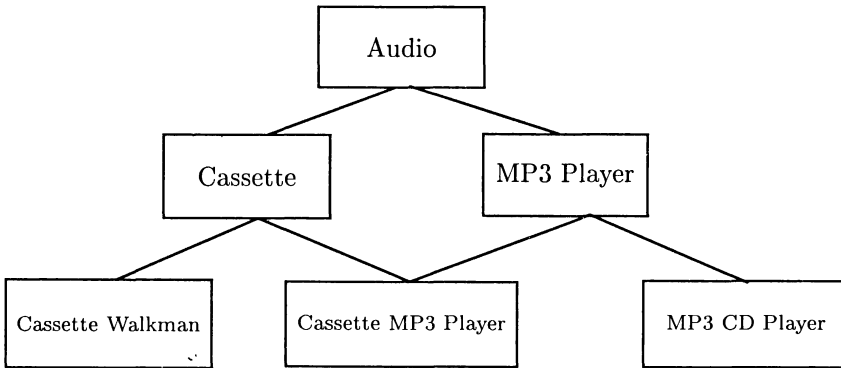 Audio
Cassette
MP3 Player
Cassette Walkman
Cassette MP3 Player
MP3 CD Player